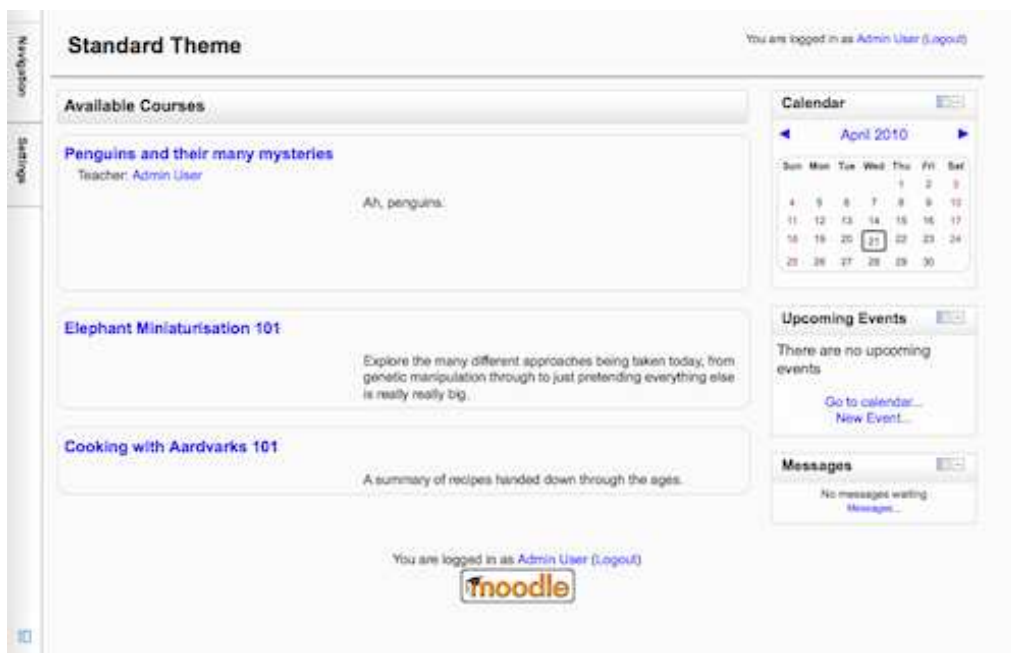 Navigation
Settings
Standard Theme
You are logged in as Admin User (Logout)
Available Courses
Penguins and their many mysteries
Teacher: Admin User
Ah, penguins.
Elephant Miniaturisation 101
Explore the many different approaches being taken today, from
genetic manipulation through to just pretending everything else
is really really big.
Cooking with Aardvarks 101
A summary of recipes handed down through the ages.
Calendar
◄ April 2010 ►
Sun Mon Tue Wed Thu Fri Sat
1 2 3
4 5 6 7 8 9 10
11 12 13 14 15 16 17
18 19 20 21 22 23 24
25 26 27 28 29 30
Upcoming Events
There are no upcoming
events
Go to calendar...
New Event...
Messages
No messages waiting
Messages...
You are logged in as Admin User (Logout)
moodle